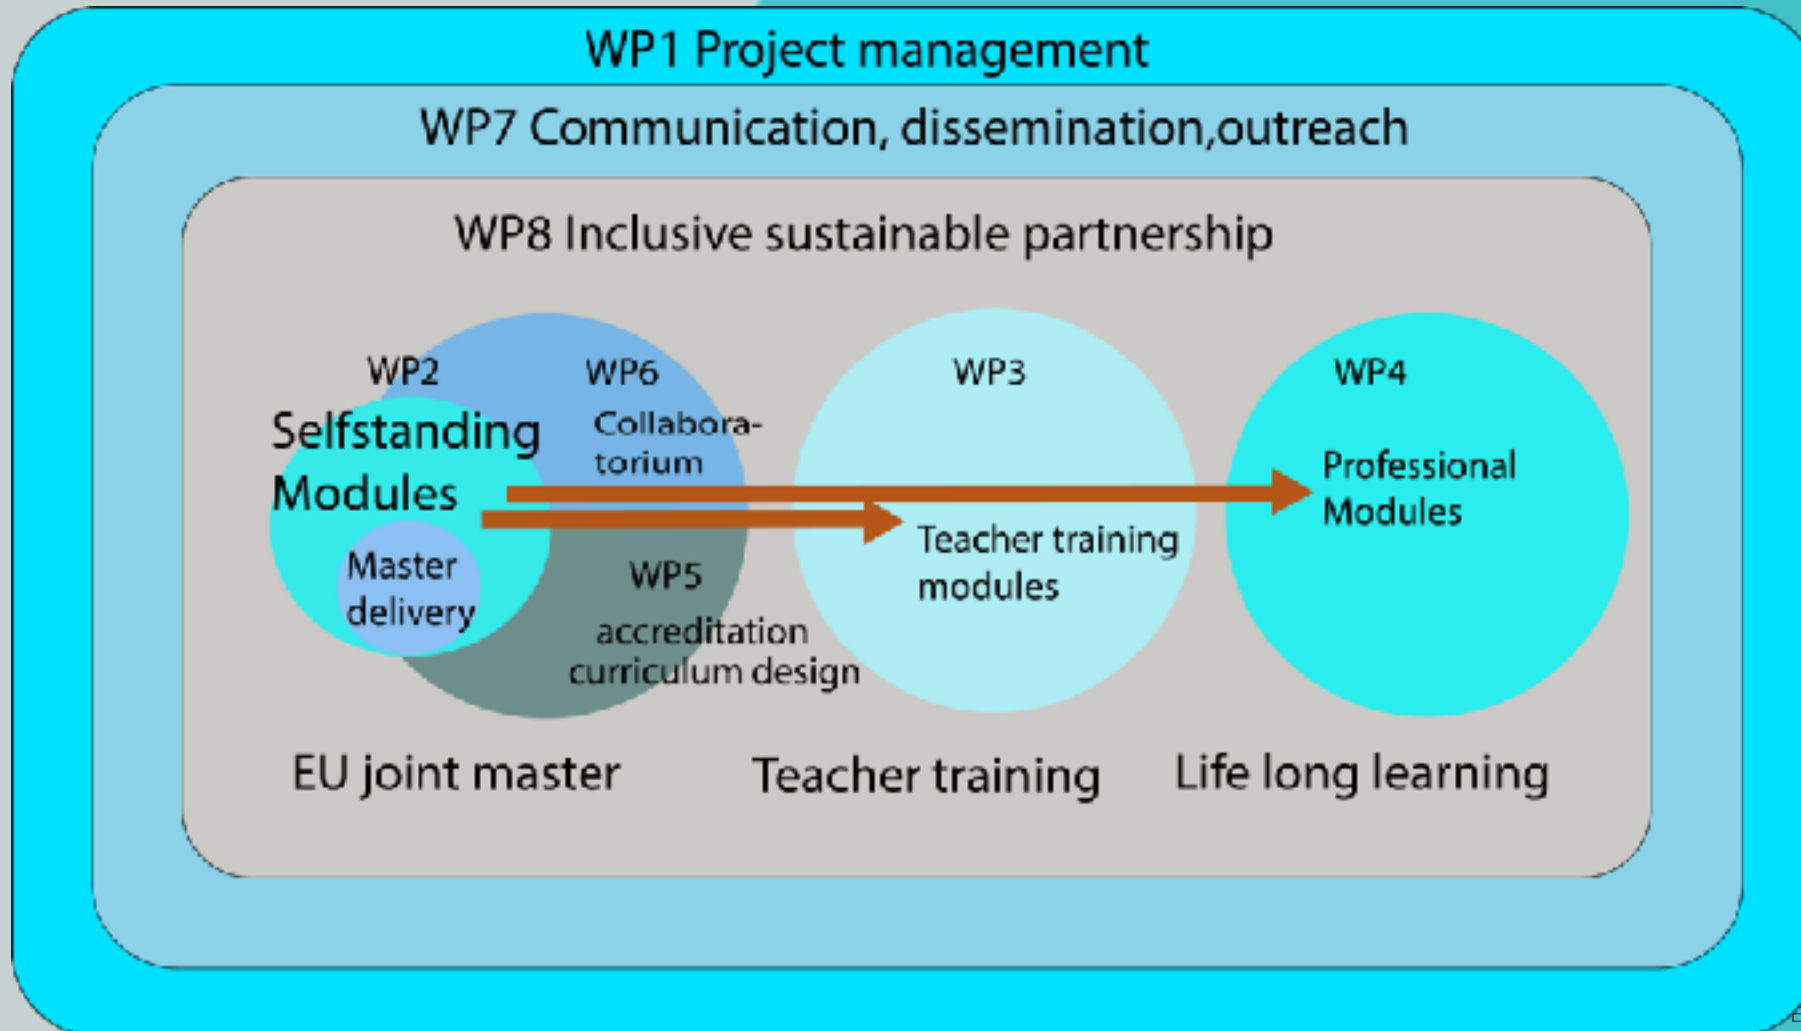 WP1 Project management
WP7 Communication, dissemination,outreach
WP8 Inclusive sustainable partnership
WP2
Selfstanding
Modules
Master
delivery
WP6
Collabora-
torium
WP5
accreditation
curriculum design
WP3
Teacher training
modules
WP4
Professional
Modules
EU joint master
Teacher training
Life long learning